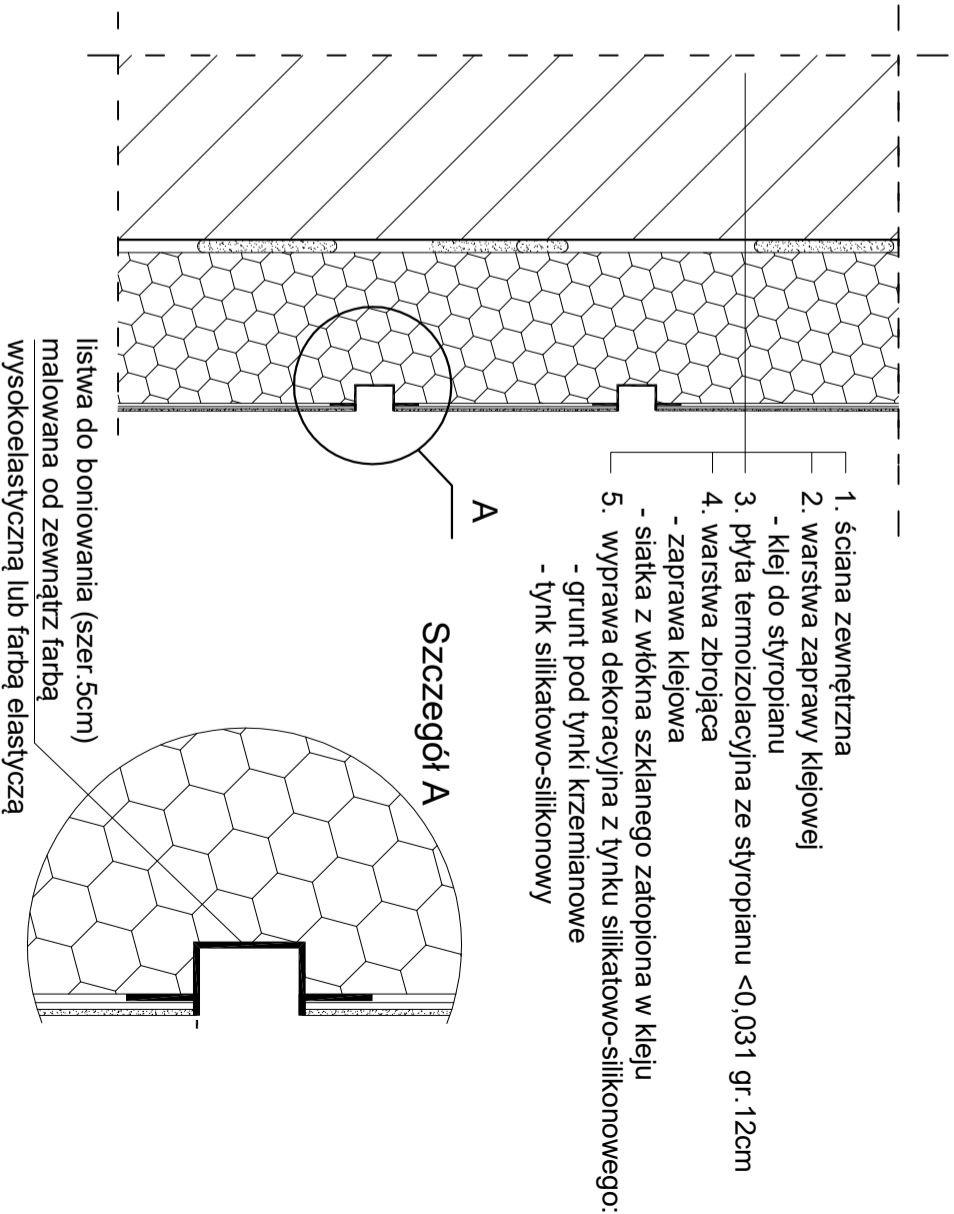 1. ściana zewnętrzna
2. warstwa zaprawy klejowej
- klej do styropianu
3. płyta termoizolacyjna ze styropianu <0,031 gr.12cm
4. warstwa zbrojąca
- zaprawa klejowa
- siatka z włókna szklanego zatopiona w kleju
5. wyprawa dekoracyjna z tynku silikatowo-silikonowego:
- grunt pod tynki krzemianowe
- tynk silikatowo-silikonowy
A
Szczegół A
listwa do boniowania (szer.5cm)
malowana od zewnątrz farbą
wysokoelastyczną lub farbą elastyczą